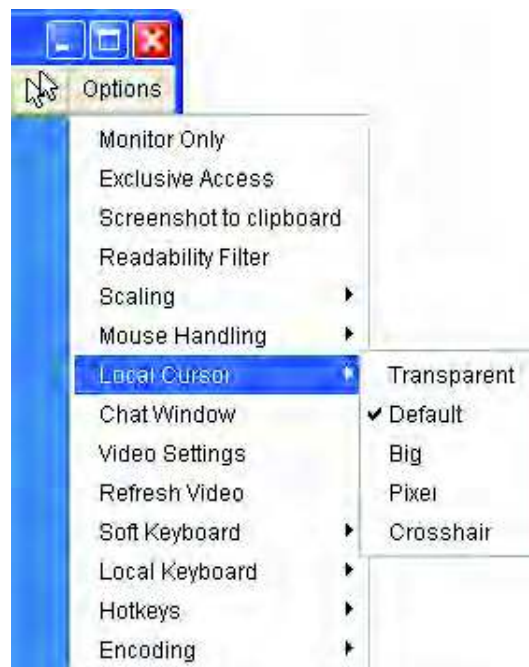 Options
Monitor Only
Exclusive Access
Screenshot to clipboard
Readability Filter
Scaling
Mouse Handling
Local Cursor
Transparent
Chat Window
Default
Video Settings
Big
Refresh Video
Pixel
Soft Keyboard
Crosshair
Local Keyboard
Hotkeys
Encoding